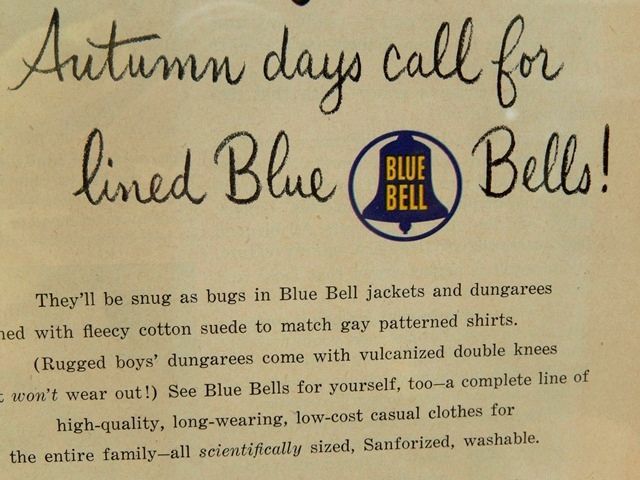 Autumn days call for
lined Blue Bells!
BLUE
BELL
They'll be snug as bugs in Blue Bell jackets and dungarees
ned with fleecy cotton suede to match gay patterned shirts.
(Rugged boys' dungarees come with vulcanized double knees
t won't wear out!) See Blue Bells for yourself, too—a complete line of
high-quality, long-wearing, low-cost casual clothes for
the entire family—all scientifically sized, Sanforized, washable.